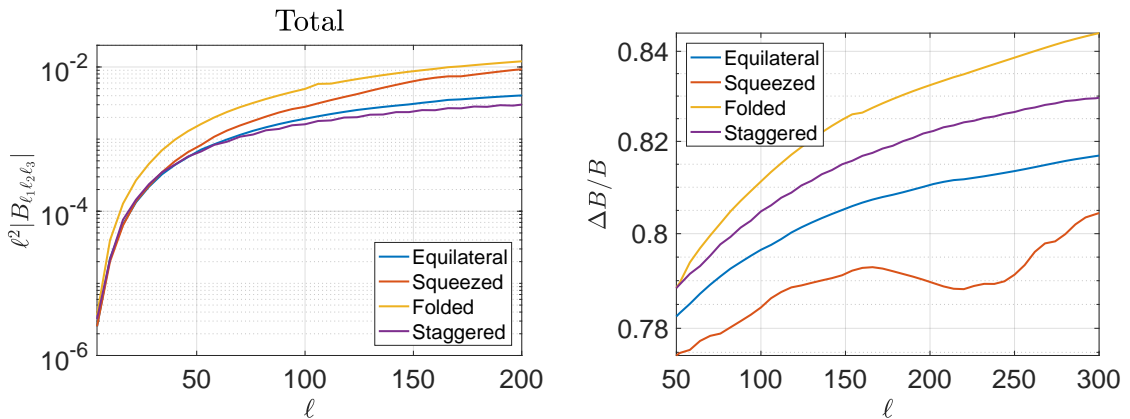 Total
ℓ²|B_{ℓ₁ℓ₂ℓ₃}|
10⁻²
10⁻⁴
10⁻⁶
Equilateral
Squeezed
Folded
Staggered
50
100
150
200
ℓ
ΔB/B
0.84
0.82
0.8
0.78
Equilateral
Squeezed
Folded
Staggered
50
100
150
200
250
300
ℓ